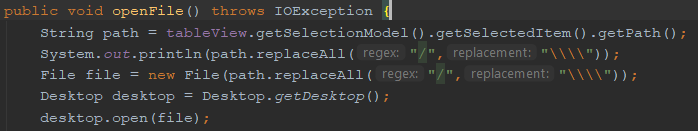 public void openFile() throws IOException {
String path = tableView.getSelectionModel().getSelectedItem().getPath();
System.out.println(path.replaceAll( regex: "/", replacement: "\\\\"));
File file = new File(path.replaceAll( regex: "/", replacement: "\\\\"));
Desktop desktop = Desktop.getDesktop();
desktop.open(file);